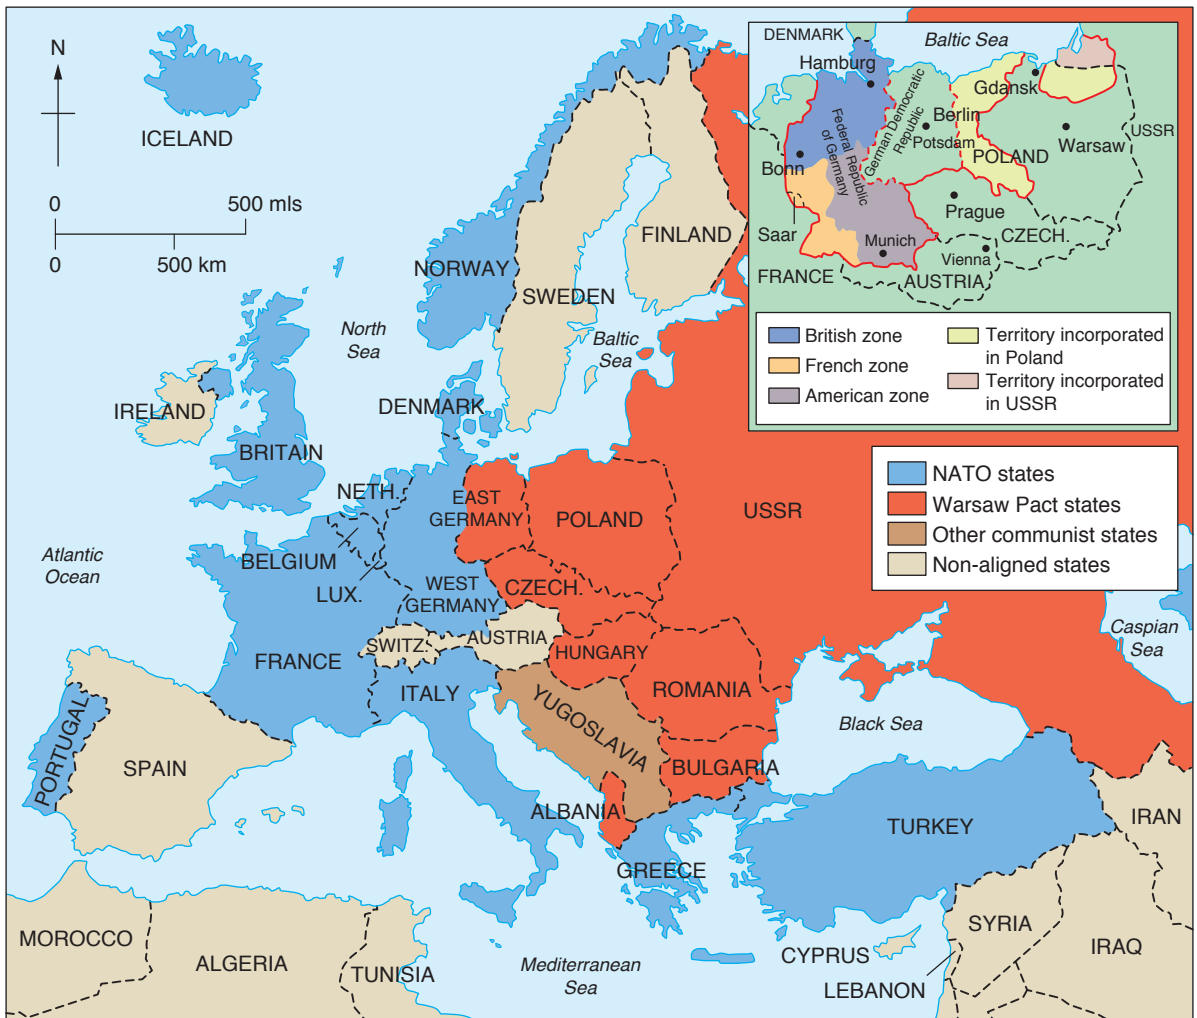 N
ICELAND
0
500 mls
0
500 km
NORWAY
SWEDEN
FINLAND
North
Sea
Baltic
Sea
DENMARK
IRELAND
BRITAIN
NETH.
EAST
GERMANY
POLAND
USSR
Atlantic
Ocean
BELGIUM
LUX.
WEST
GERMANY
CZECH.
FRANCE
SWITZ.
AUSTRIA
HUNGARY
ROMANIA
ITALY
YUGOSLAVIA
Black Sea
Caspian
Sea
PORTUGAL
SPAIN
BULGARIA
ALBANIA
GREECE
TURKEY
IRAN
MOROCCO
ALGERIA
TUNISIA
Mediterranean
Sea
CYPRUS
LEBANON
SYRIA
IRAQ
DENMARK
Baltic Sea
Hamburg
Gdansk
Federal Republic
of Germany
German Democratic
Republic
Berlin
Potsdam
POLAND
Warsaw
USSR
Bonn
Saar
Prague
Munich
Vienna
CZECH.
FRANCE
AUSTRIA
British zone
French zone
American zone
Territory incorporated
in Poland
Territory incorporated
in USSR
NATO states
Warsaw Pact states
Other communist states
Non-aligned states